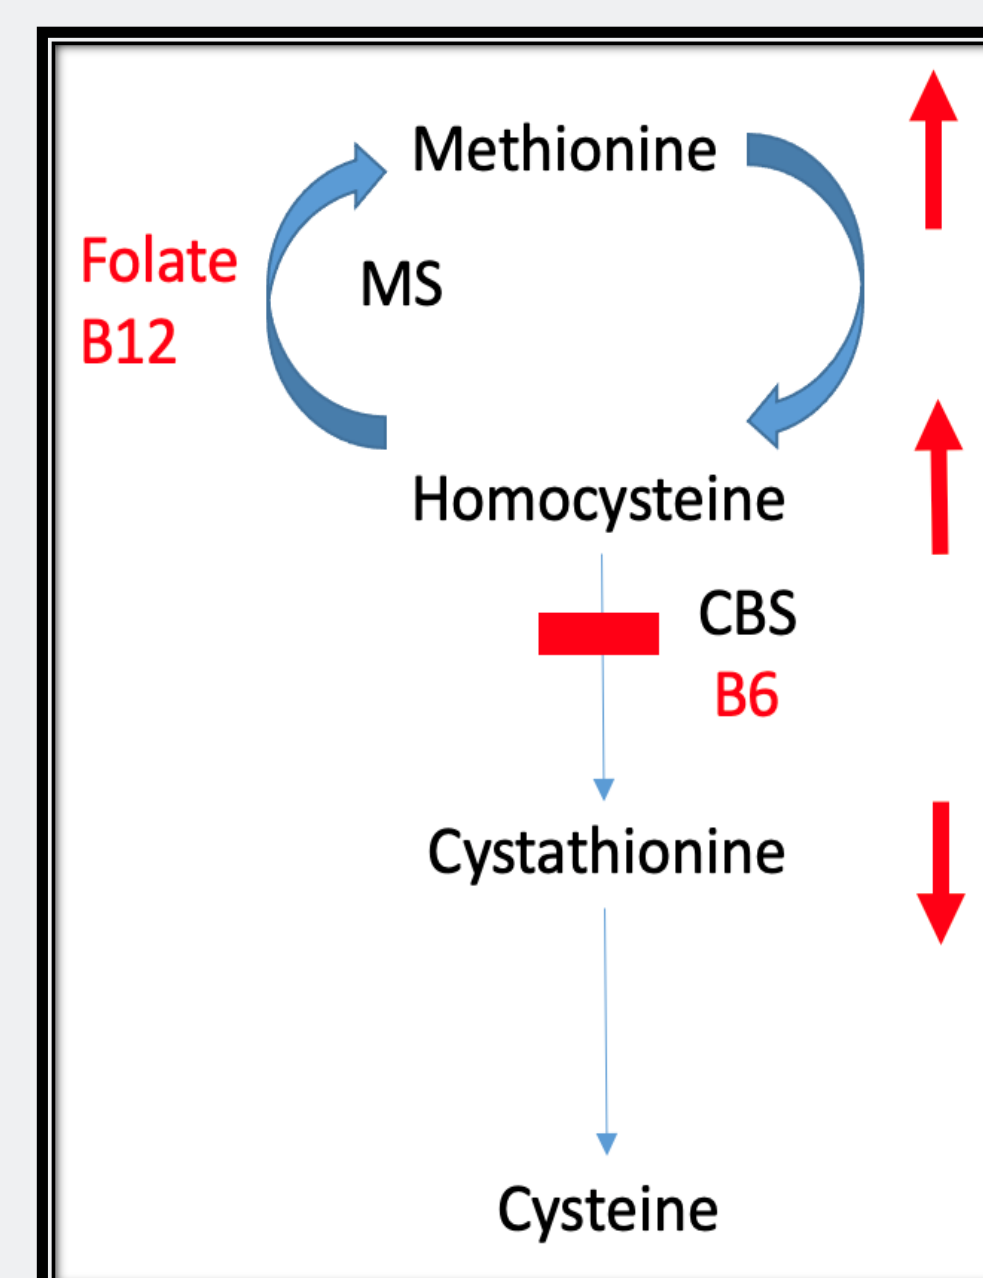 Methionine
Folate
B12
MS
Homocysteine
CBS
B6
Cystathionine
Cysteine